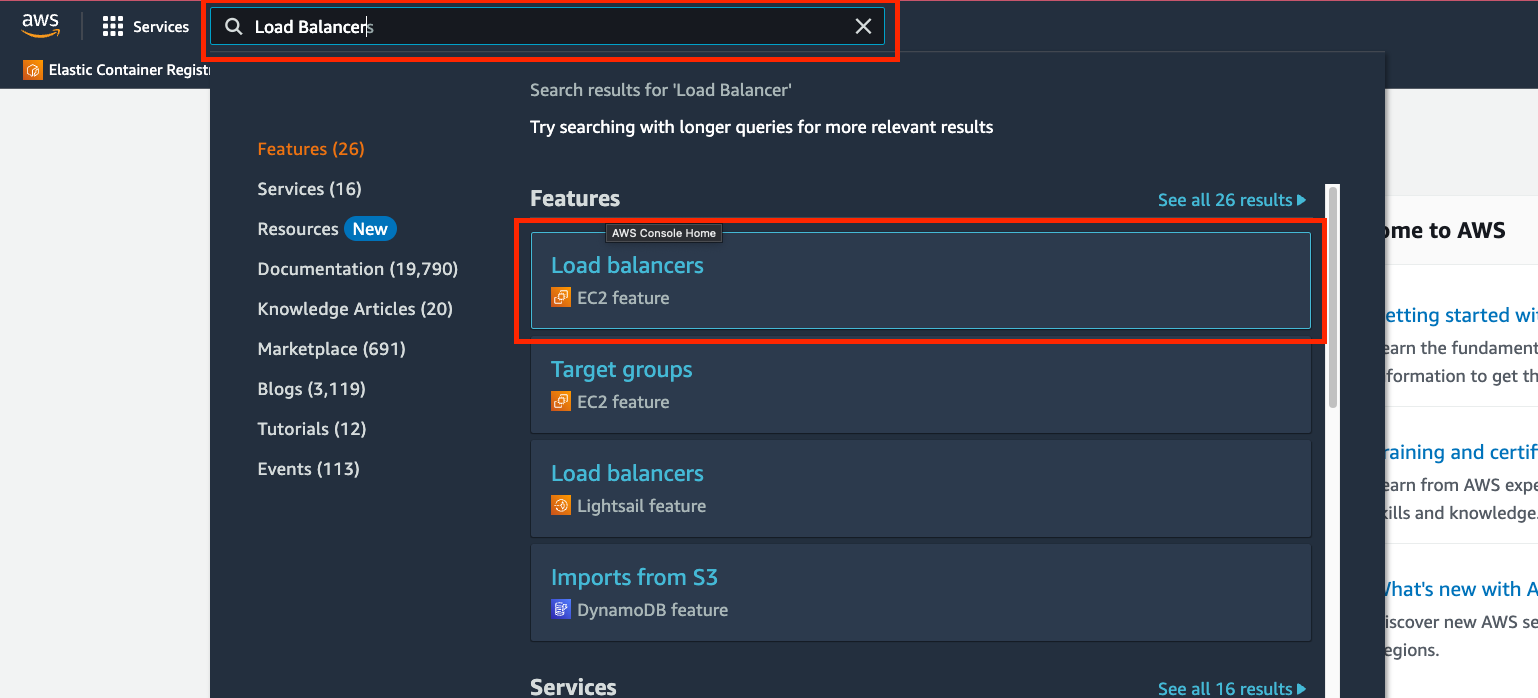 aws
Services
Load Balancers
Elastic Container Regist
Search results for 'Load Balancer'
Try searching with longer queries for more relevant results
Features (26)
Services (16)
Resources New
Documentation (19,790)
Knowledge Articles (20)
Marketplace (691)
Blogs (3,119)
Tutorials (12)
Events (113)
Features
See all 26 results
AWS Console Home
Load balancers
EC2 feature
Target groups
EC2 feature
Load balancers
Lightsail feature
Imports from S3
DynamoDB feature
Services
See all 16 results
ome to AWS
etting started wi
earn the fundament
formation to get th
raining and certif
earn from AWS expe
kills and knowledge.
What's new with A
iscover new AWS se
egions.